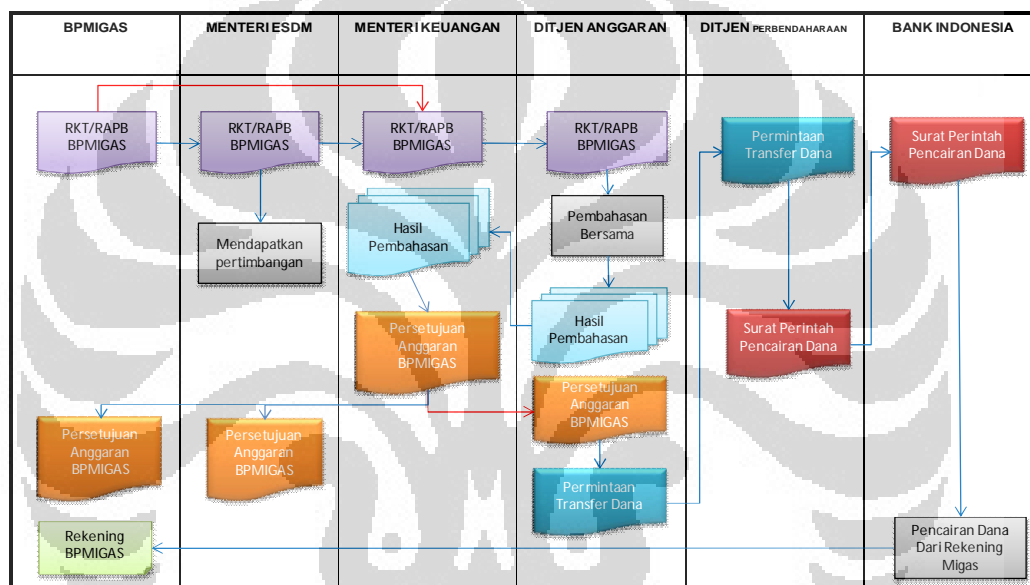 BPMIGAS
MENTERI ESDM
MENTERI KEUANGAN
DITJEN ANGGARAN
DITJEN PERBENDAHARAAN
BANK INDONESIA
RKT/RAPB
BPMIGAS
RKT/RAPB
BPMIGAS
RKT/RAPB
BPMIGAS
RKT/RAPB
BPMIGAS
Permintaan
Transfer Dana
Surat Perintah
Pencairan Dana
Mendapatkan
pertimbangan
Hasil
Pembahasan
Pembahasan
Bersama
Persetujuan
Anggaran
BPMIGAS
Hasil
Pembahasan
Surat Perintah
Pencairan Dana
Persetujuan
Anggaran
BPMIGAS
Persetujuan
Anggaran
BPMIGAS
Persetujuan
Anggaran
BPMIGAS
Permintaan
Transfer Dana
Rekening
BPMIGAS
Pencairan Dana
Dari Rekening
Migas